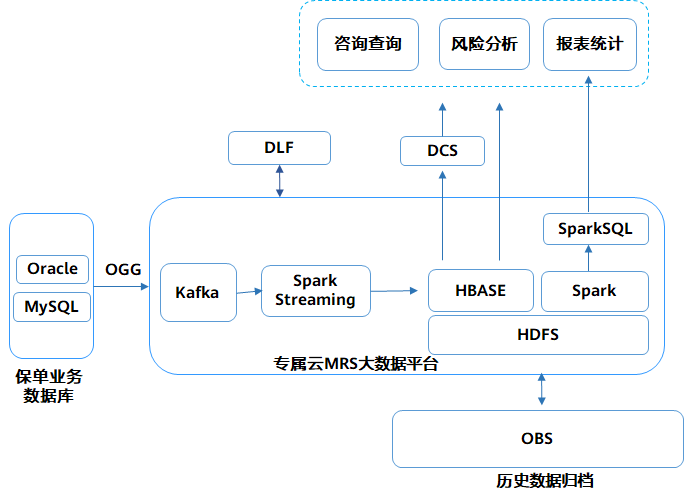 咨询查询
风险分析
报表统计
DLF
DCS
SparkSQL
Oracle
MySQL
OGG
Kafka
Spark
Streaming
HBASE
Spark
HDFS
专属云MRS大数据平台
保单业务
数据库
OBS
历史数据归档